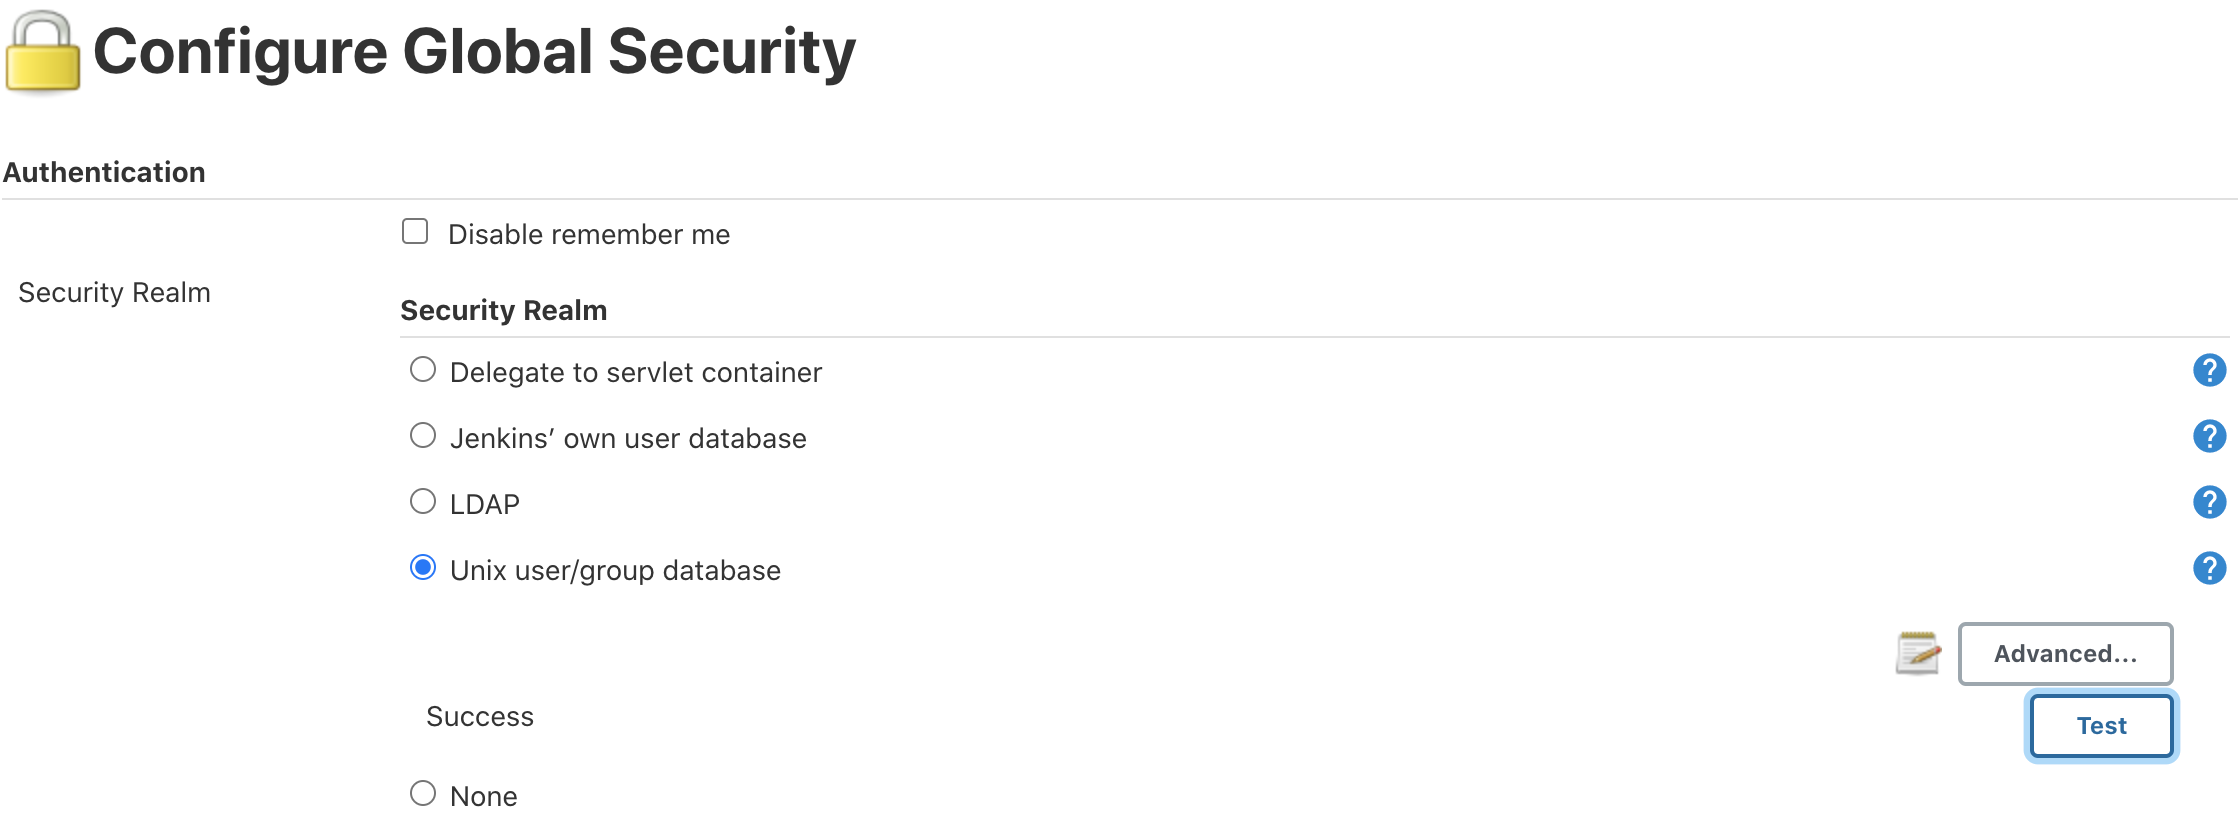 Configure Global Security
Authentication
Disable remember me
Security Realm
Security Realm
Delegate to servlet container
?
Jenkins’ own user database
?
LDAP
?
Unix user/group database
?
Advanced...
Success
Test
None